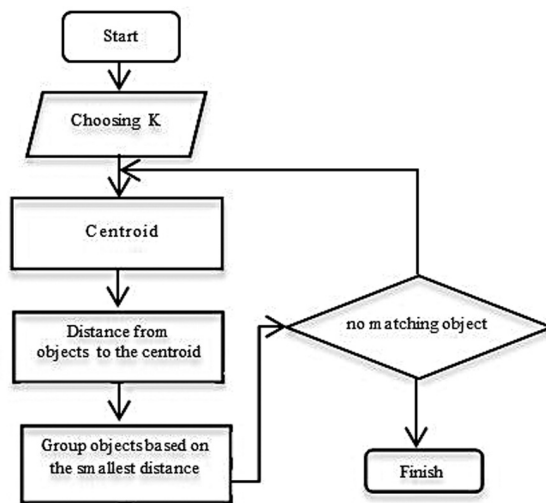 Start
Choosing K
Centroid
Distance from
objects to the centroid
Group objects based on
the smallest distance
no matching object
Finish